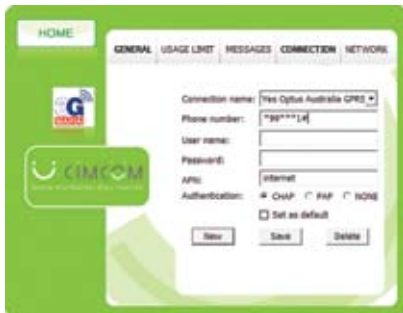 HOME
GENERAL USAGE LIMIT MESSAGES CONNECTION NETWORK
Connection name: Yes Optus Australia GPRS
3G
Phone number: *99***1#
User name:
Password:
CIMCOM
APN: internet
Authentication: CHAP PAP NONE
Set as default
New Save Delete